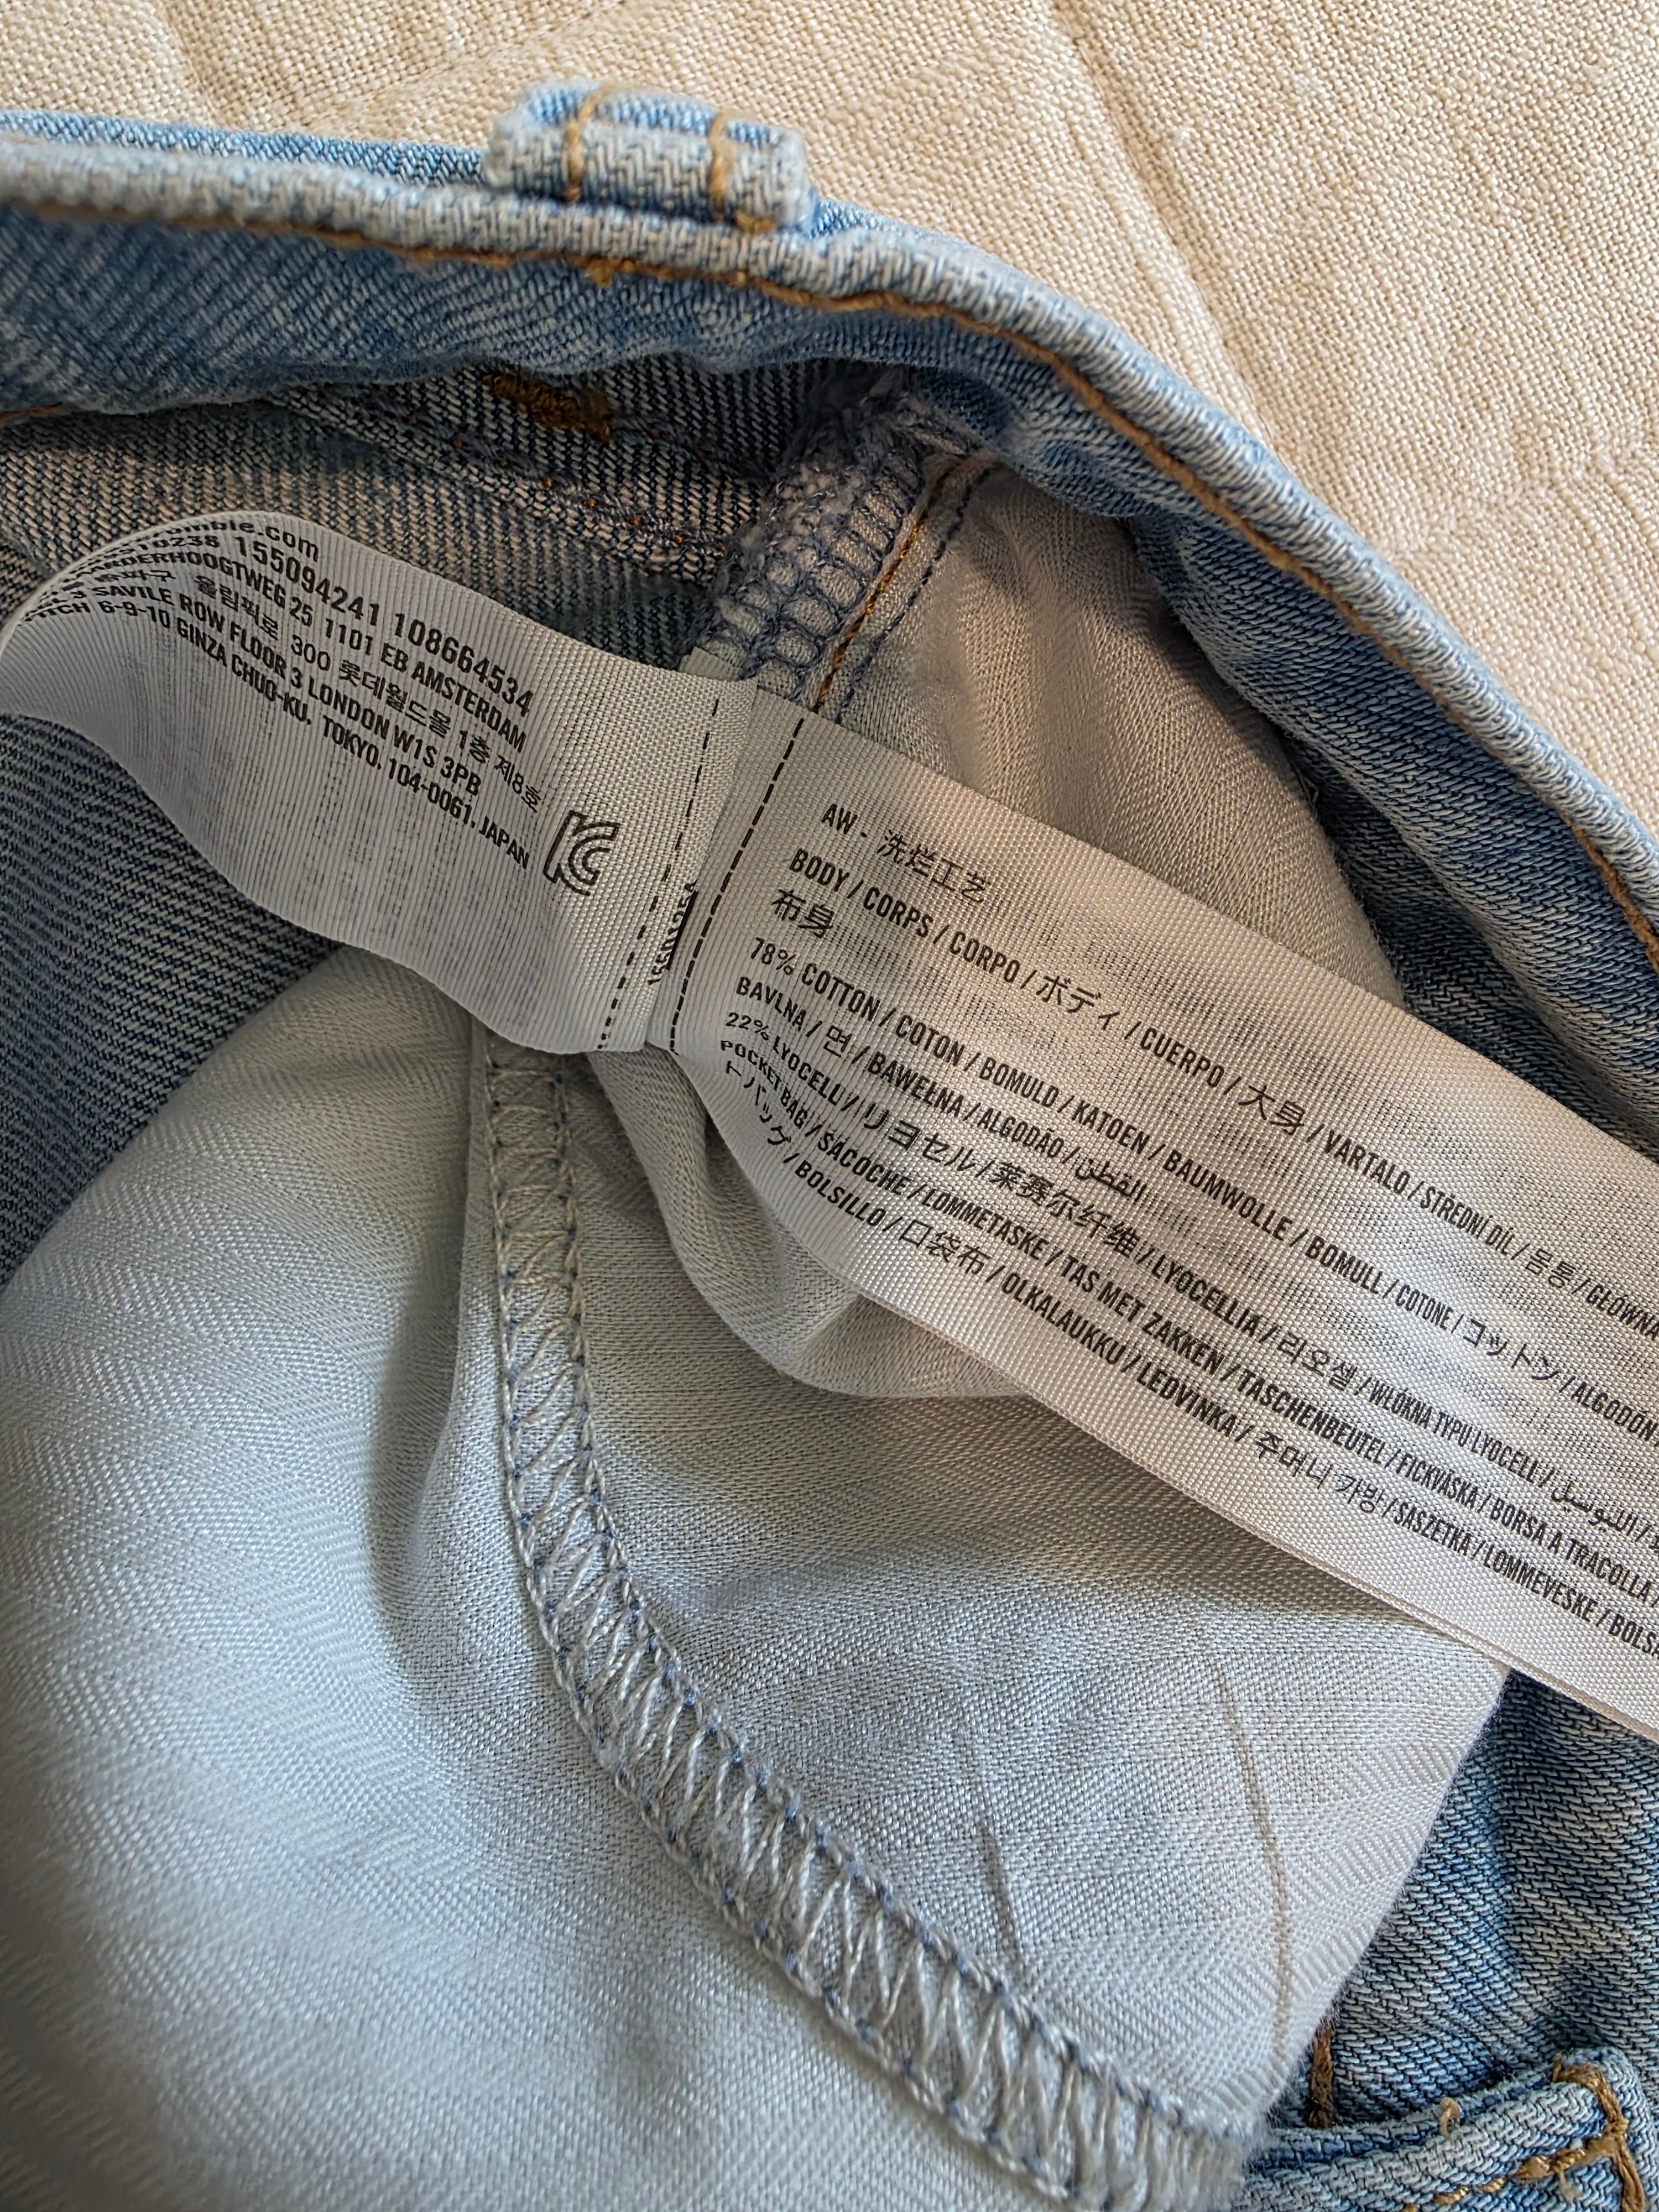 15094241 108664534
25 1101 EB AMSTERDAM
올림픽로 300 롯데월드몰 1층 제8호
3 SAVILE ROW FLOOR 3 LONDON W1S 3PB
6-9-10 GINZA CHUO-KU, TOKYO, 104-0061, JAPAN
AW - 洗烂工艺
BODY / CORPS / CORPO / ボディ / CUERPO / 大身 / VARTALO / STŘEDNÍ DÍL / 몸통 / GŁÓWNA
布身
78% COTTON / COTON / BOMULD / KATOEN / BAUMWOLLE / BOMULL / COTONE / コットン / ALGODÓN
BAVLNA / 면 / BAWEŁNA / ALGODÃO / القطن
22% LYOCELL / リヨセル / 莱赛尔纤维 / LYOCELLIA / 리오셀 / WŁÓKNA TYPU LYOCELL / الليوسيل /
POCKET BAG / SACOCHE / LOMMETASKE / TAS MET ZAKKEN / TASCHENBEUTEL / FICKVÄSKA / BORSA A TRACOLLA /
トバッグ / BOLSILLO / 口袋布 / OLKALAUKKU / LEDVINKA / 주머니 가방 / SASZETKA / LOMMEVESKE /